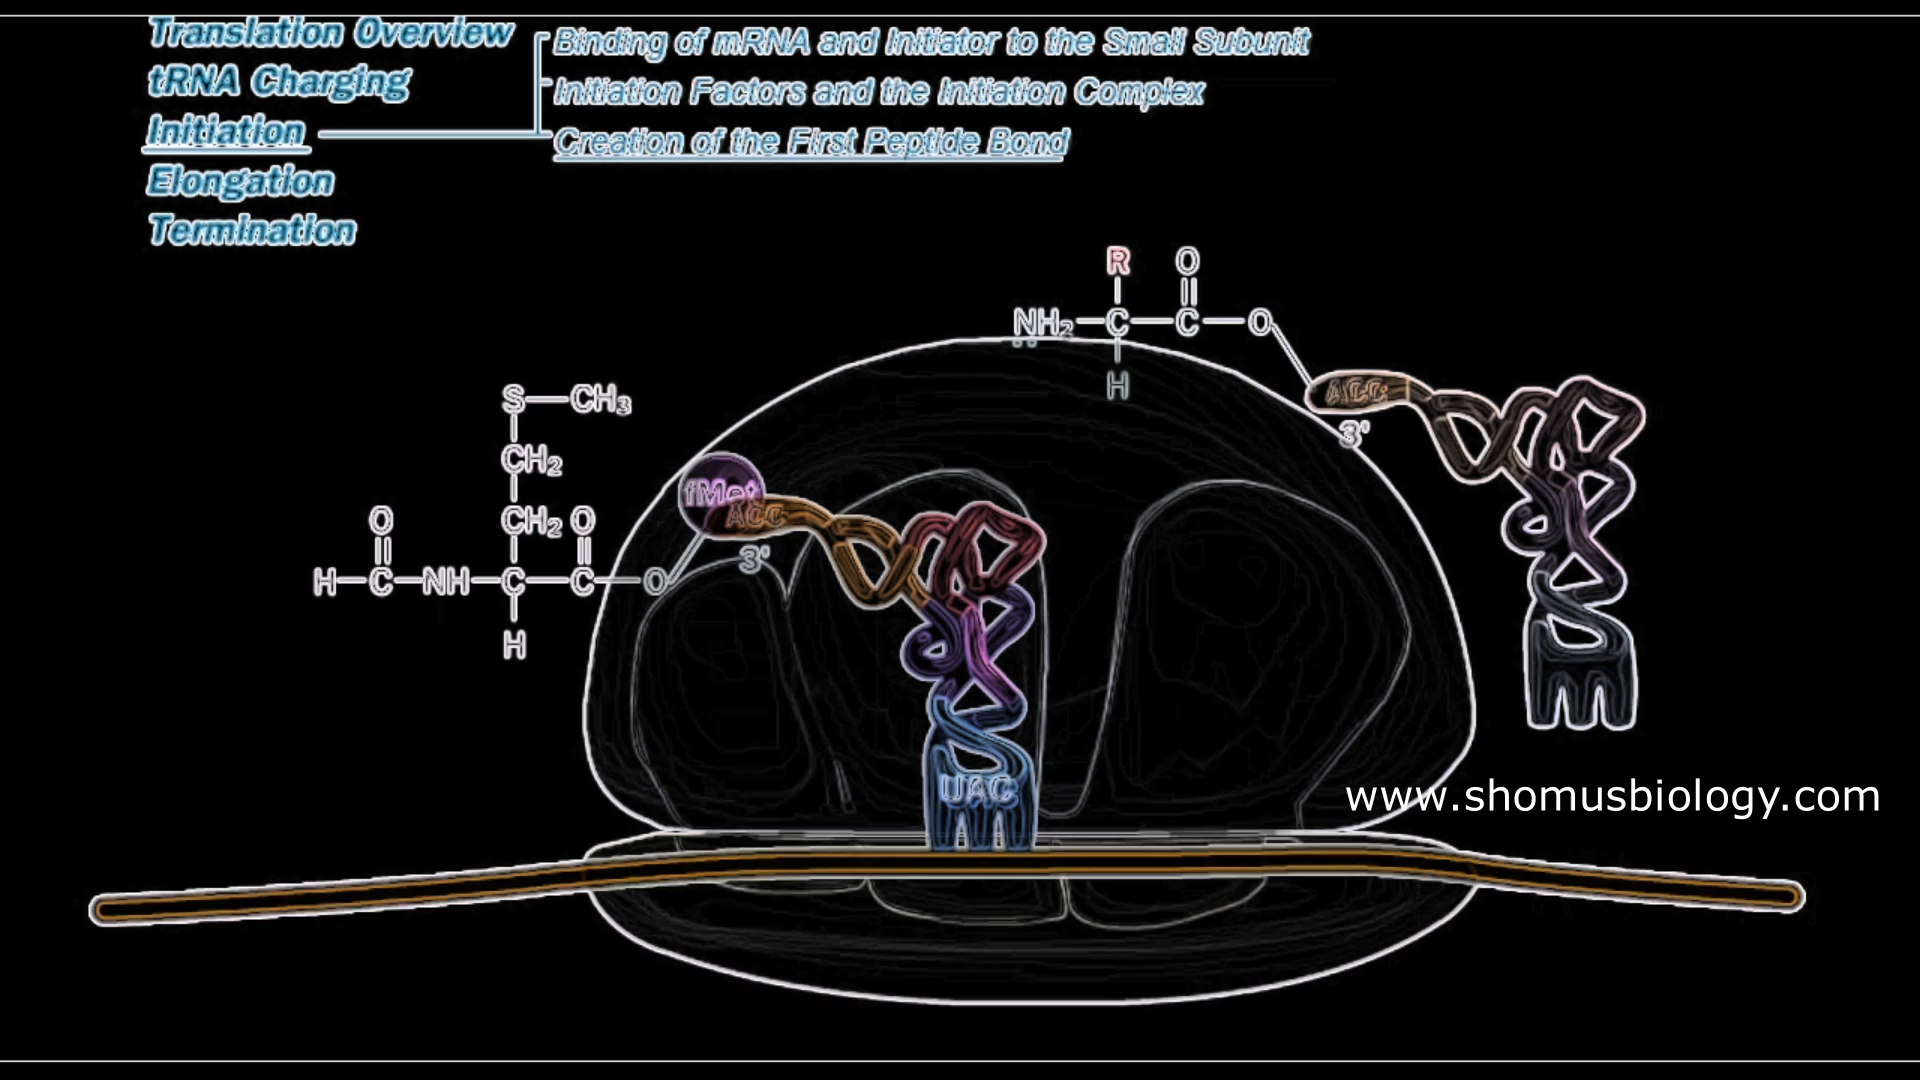 Translation Overview
tRNA Charging
Initiation
Elongation
Termination
Binding of mRNA and Initiator to the Small Subunit
Initiation Factors and the Initiation Complex
Creation of the First Peptide Bond
R O
NH₂ C C O
H
ACC
3'
S CH₃
CH₂
CH₂ O
O
H C NH C C O
H
fMet
ACC
3'
UAC
www.shomusbiology.com